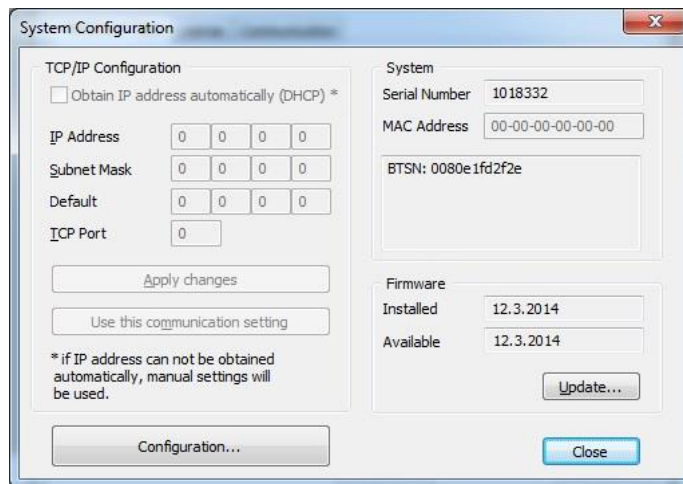 System Configuration
TCP/IP Configuration
Obtain IP address automatically (DHCP) *
IP Address 0 0 0 0
Subnet Mask 0 0 0 0
Default 0 0 0 0
TCP Port 0
Apply changes
Use this communication setting
* if IP address can not be obtained
automatically, manual settings will
be used.
Configuration...
System
Serial Number 1018332
MAC Address 00-00-00-00-00-00
BTSN: 0080e1fd2f2e
Firmware
Installed 12.3.2014
Available 12.3.2014
Update...
Close